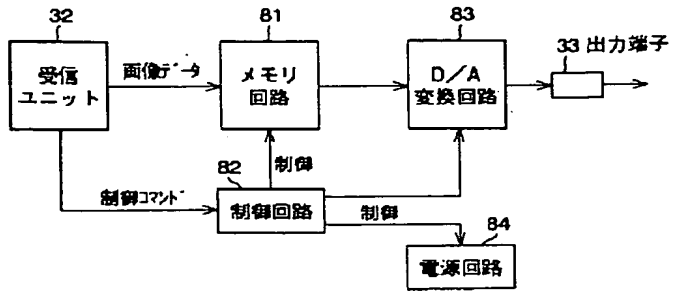 32
81
83
受信
ユニット
画像データ
メモリ
回路
D/A
変換回路
33 出力端子
制御コマンド
82
制御
制御回路
制御
84
電源回路